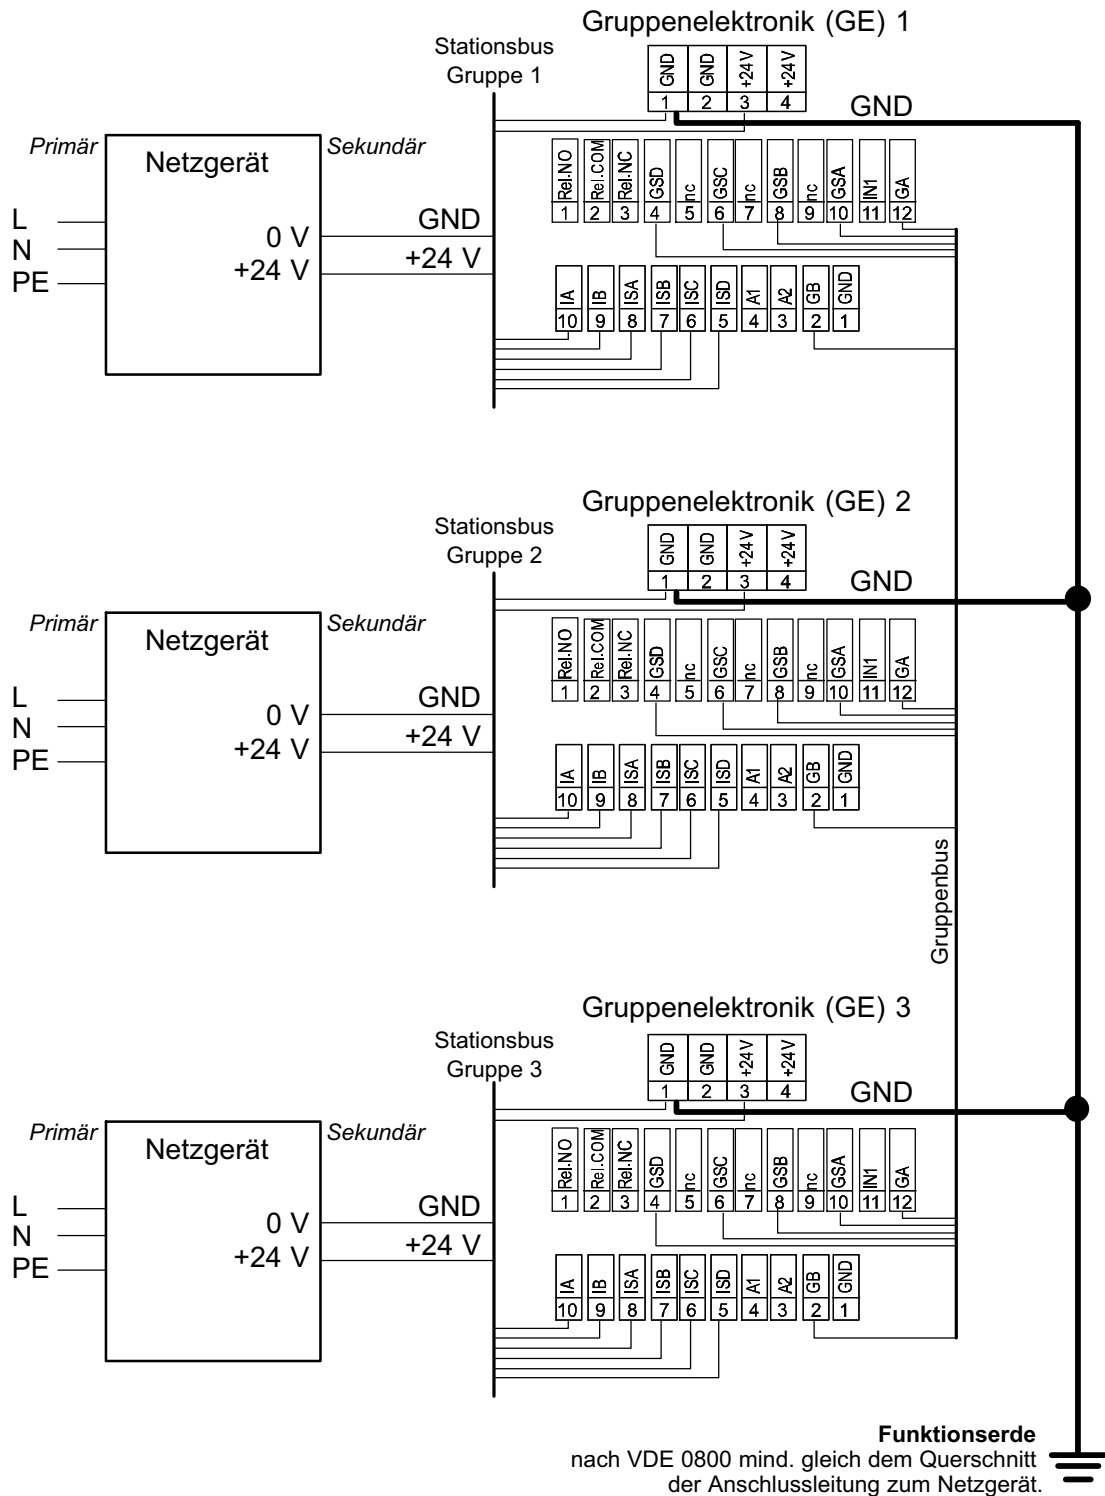 Gruppenelektronik (GE) 1
Stationsbus
Gruppe 1
GND GND +24V +24V
1 2 3 4
GND
Primär
Netzgerät
Sekundär
Rel.NO Rel.COM Rel.NC GSD nc GSC nc GSB nc GSA IN1 GA
1 2 3 4 5 6 7 8 9 10 11 12
L
N
PE
0 V
+24 V
GND
+24 V
IA IB ISA ISB ISC ISD A1 A2 GB GND
10 9 8 7 6 5 4 3 2 1
Gruppenelektronik (GE) 2
Stationsbus
Gruppe 2
GND GND +24V +24V
1 2 3 4
GND
Primär
Netzgerät
Sekundär
Rel.NO Rel.COM Rel.NC GSD nc GSC nc GSB nc GSA IN1 GA
1 2 3 4 5 6 7 8 9 10 11 12
L
N
PE
0 V
+24 V
GND
+24 V
IA IB ISA ISB ISC ISD A1 A2 GB GND
10 9 8 7 6 5 4 3 2 1
Gruppenbus
Gruppenelektronik (GE) 3
Stationsbus
Gruppe 3
GND GND +24V +24V
1 2 3 4
GND
Primär
Netzgerät
Sekundär
Rel.NO Rel.COM Rel.NC GSD nc GSC nc GSB nc GSA IN1 GA
1 2 3 4 5 6 7 8 9 10 11 12
L
N
PE
0 V
+24 V
GND
+24 V
IA IB ISA ISB ISC ISD A1 A2 GB GND
10 9 8 7 6 5 4 3 2 1
Funktionserde
nach VDE 0800 mind. gleich dem Querschnitt
der Anschlussleitung zum Netzgerät.